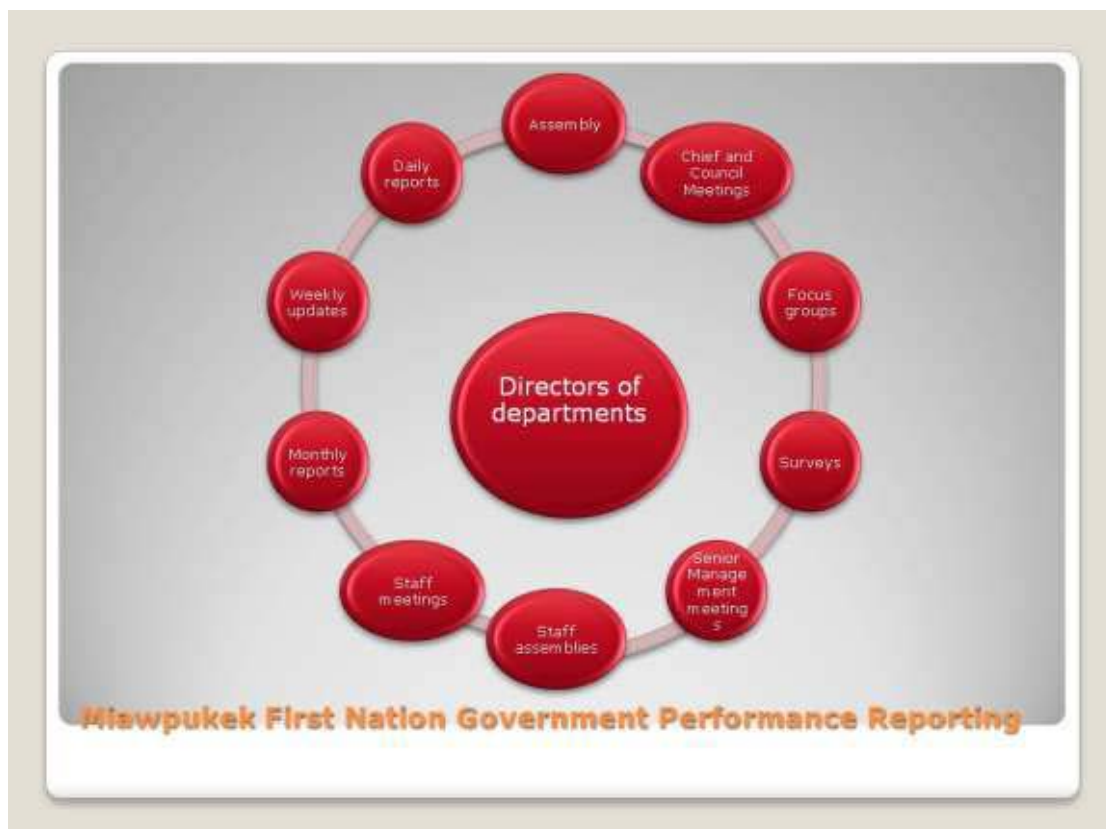 Assembly
Chief and
Council
Meetings
Focus
groups
Surveys
Senior
Manage
ment
meeting
s
Staff
assemblies
Staff
meetings
Monthly
reports
Weekly
updates
Daily
reports
Directors of
departments
Miawpukek First Nation Government Performance Reporting